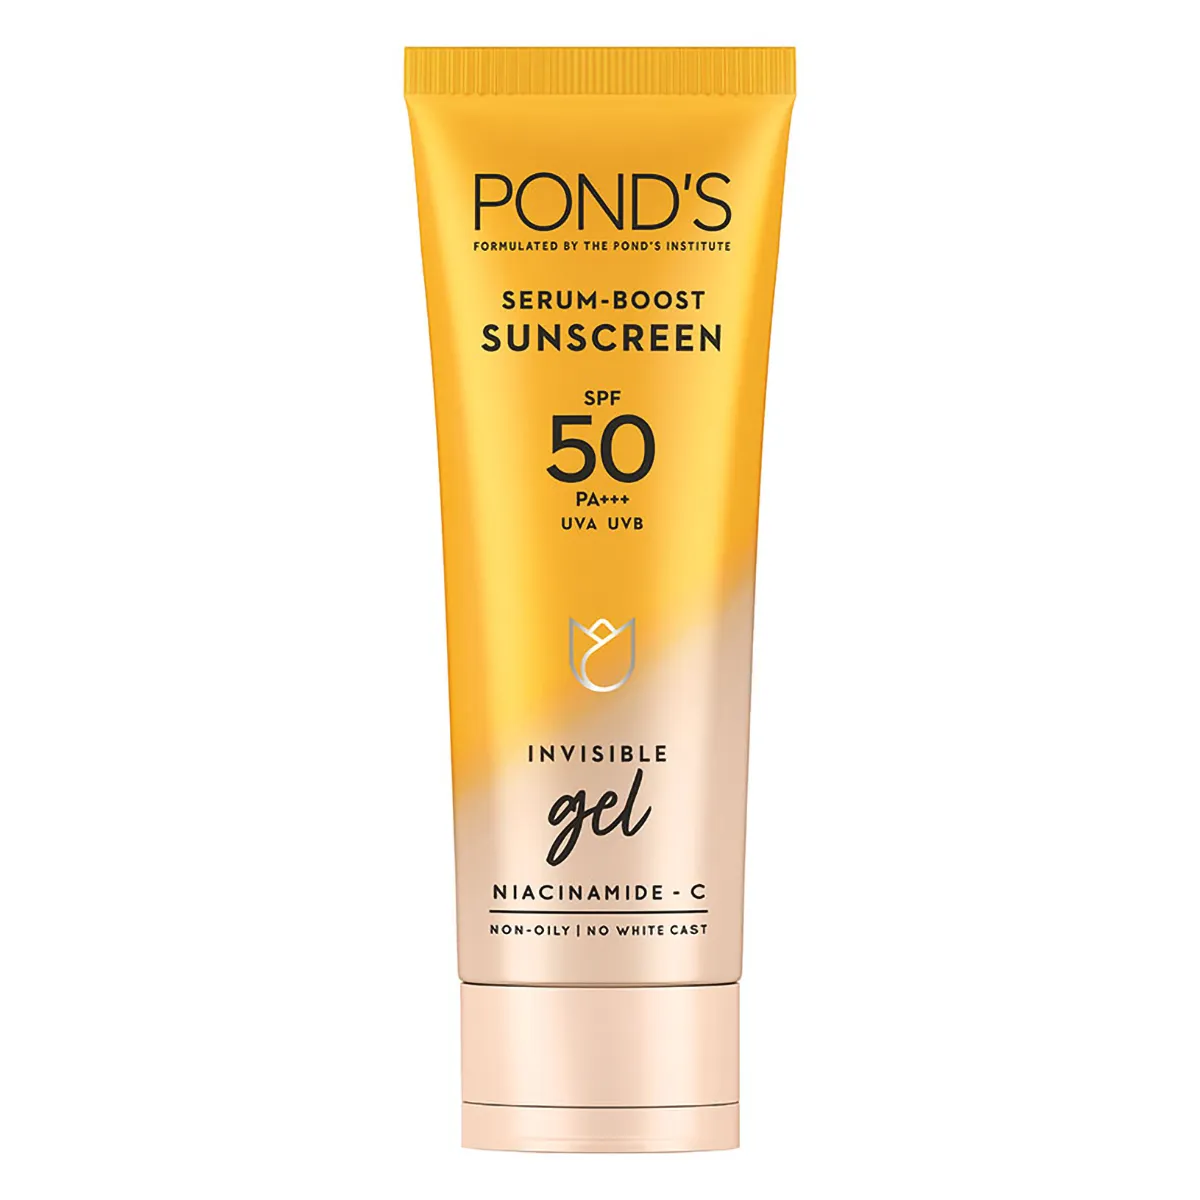 POND'S
FORMULATED BY THE POND'S INSTITUTE
SERUM-BOOST
SUNSCREEN
SPF
50
PA+++
UVA UVB
INVISIBLE
gel
NIACINAMIDE - C
NON-OILY | NO WHITE CAST